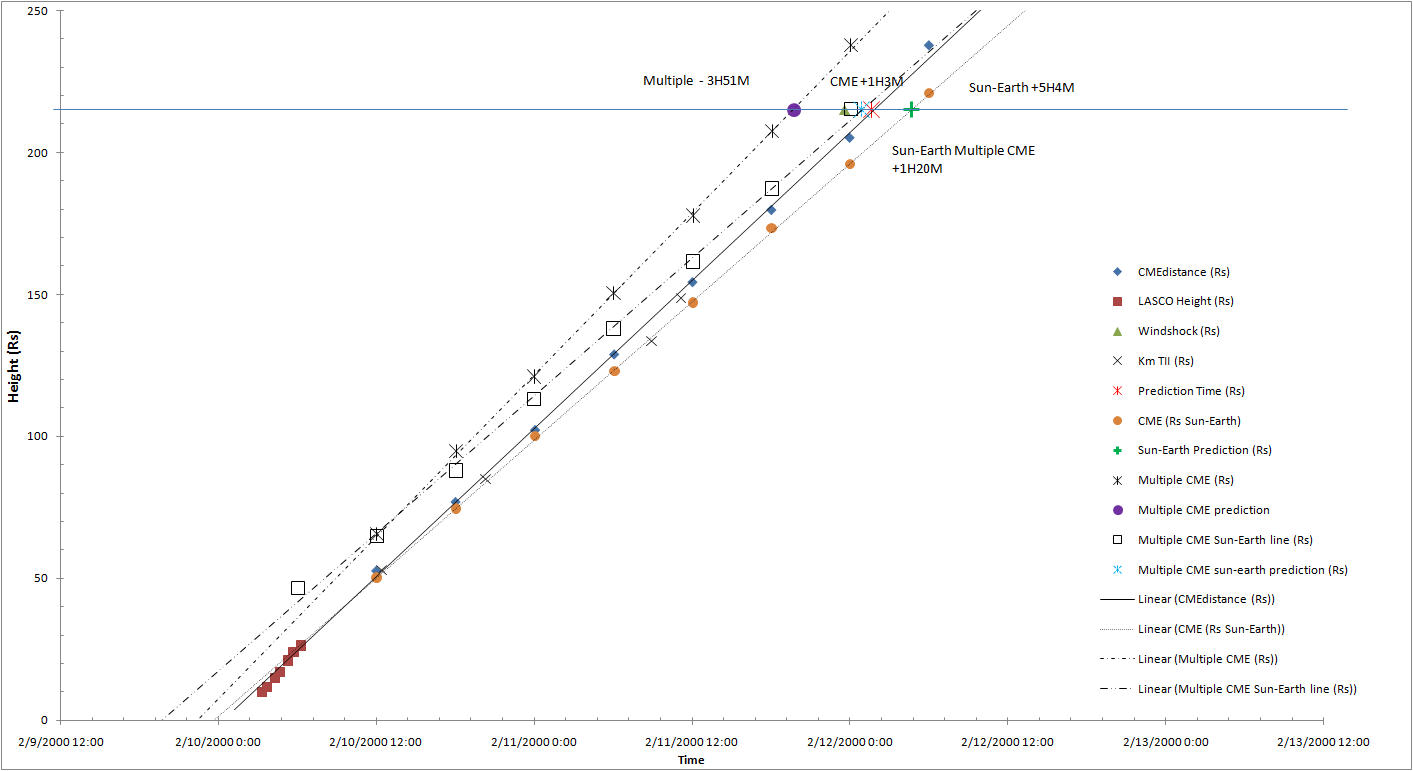 250
200
150
100
50
0
Height (Rs)
Multiple - 3H51M
CME +1H3M
Sun-Earth +5H4M
Sun-Earth Multiple CME
+1H20M
CMEdistance (Rs)
LASCO Height (Rs)
Windshock (Rs)
Km TII (Rs)
Prediction Time (Rs)
CME (Rs Sun-Earth)
Sun-Earth Prediction (Rs)
Multiple CME (Rs)
Multiple CME prediction
Multiple CME Sun-Earth line (Rs)
Multiple CME sun-earth prediction (Rs)
Linear (CMEdistance (Rs))
Linear (CME (Rs Sun-Earth))
Linear (Multiple CME (Rs))
Linear (Multiple CME Sun-Earth line (Rs))
2/9/2000 12:00
2/10/2000 0:00
2/10/2000 12:00
2/11/2000 0:00
2/11/2000 12:00
2/12/2000 0:00
2/12/2000 12:00
2/13/2000 0:00
2/13/2000 12:00
Time